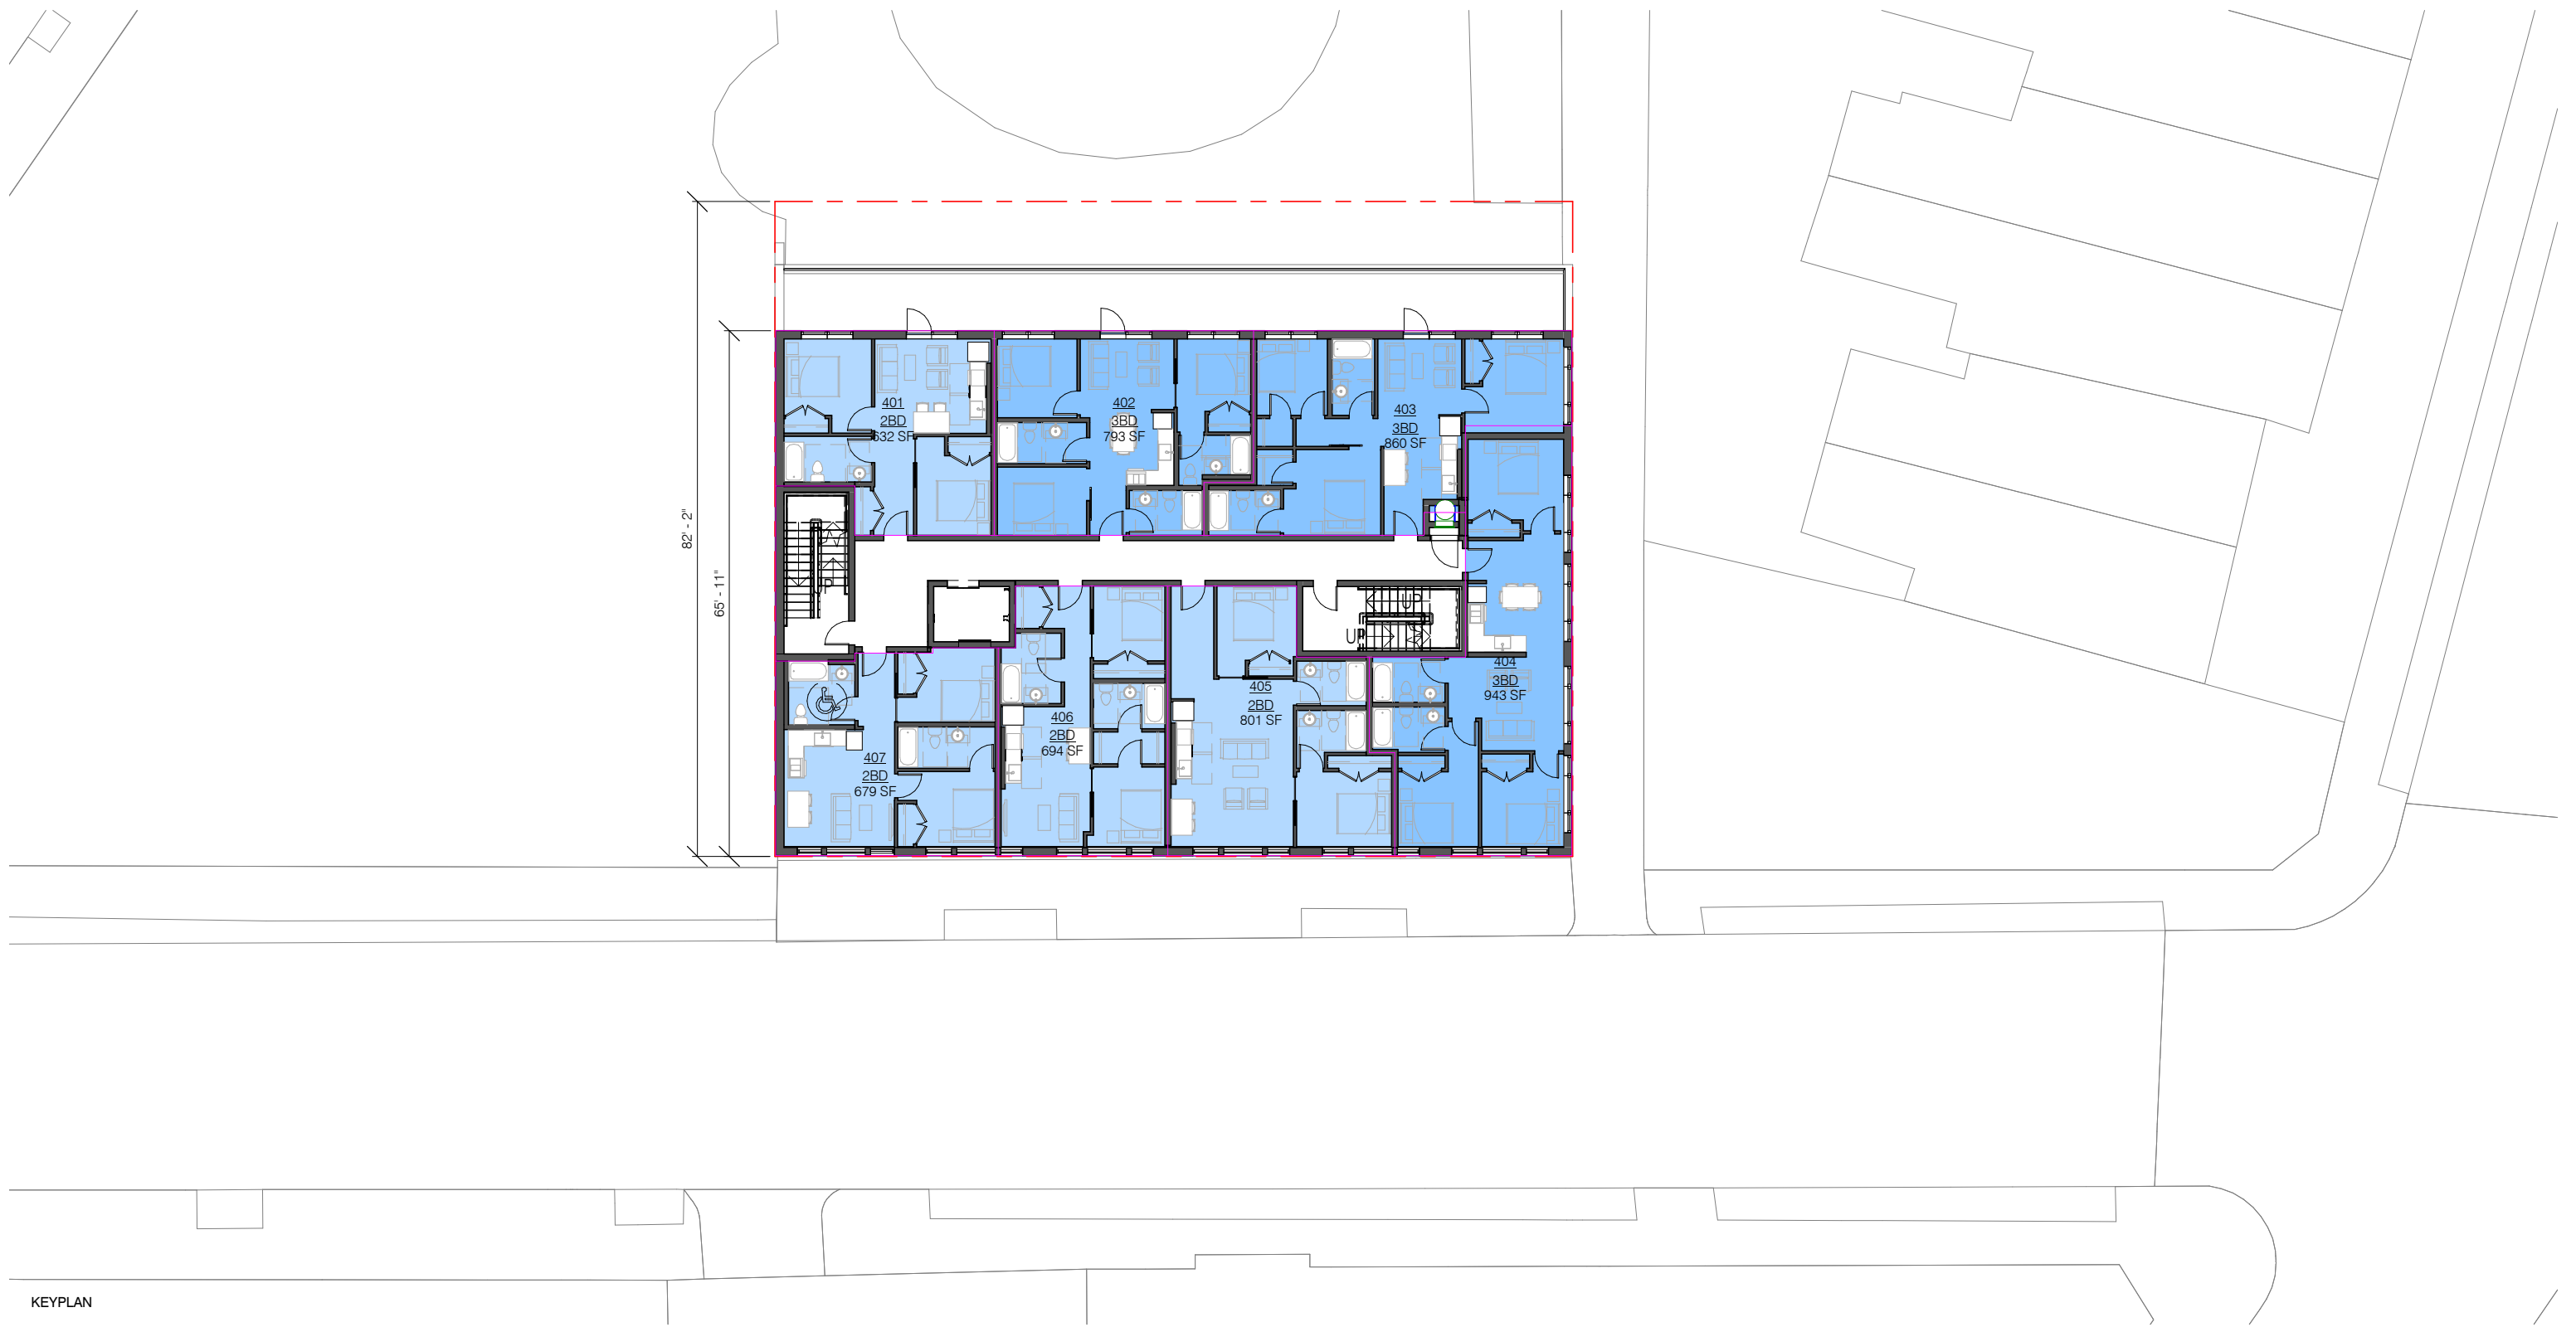 82' - 2"
65' - 11"
401
2BD
632 SF
402
3BD
793 SF
403
3BD
860 SF
UP
UP
UP
404
3BD
943 SF
405
2BD
801 SF
406
2BD
694 SF
407
2BD
679 SF
KEYPLAN